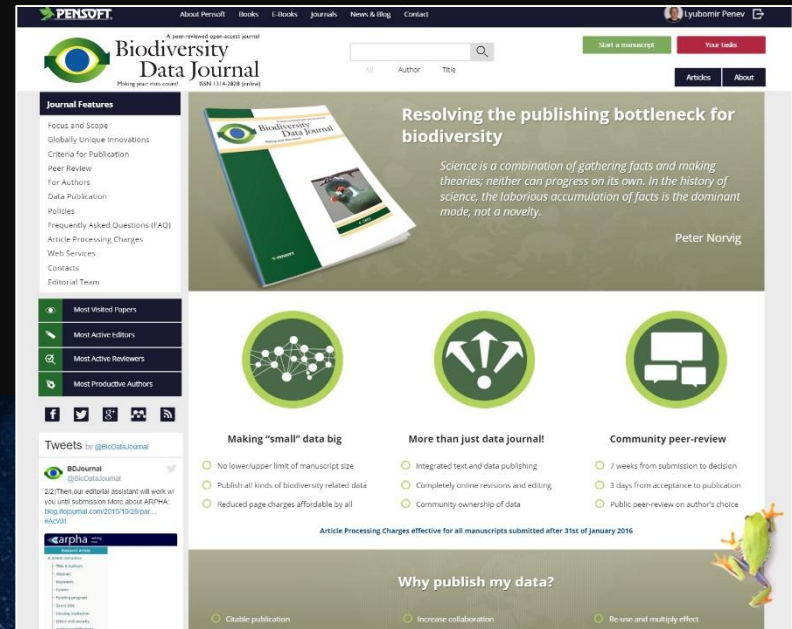 PENSOFT.
About Pensoft Books E-Books Journals News & Blog Contact
Lyubomir Penev
A peer-reviewed open-access journal
Biodiversity
Data Journal
Making your data count! ISSN 1314-2828 (online)
All Author Title
Start a manuscript Your tasks
Articles About
Journal Features
Focus and Scope
Globally Unique Innovations
Criteria for Publication
Peer Review
For Authors
Data Publication
Policies
Frequently Asked Questions (FAQ)
Article Processing Charges
Web Services
Contacts
Editorial Team
Most Visited Papers
Most Active Editors
Most Active Reviewers
Most Productive Authors
Tweets by @BioDataJournal
BDJournal
@BioDataJournal
2/2)Then,our editorial assistant will work w/
you until submission.More about ARPHA:
blog.riojournal.com/2015/10/28/par...
arpha
Biodiversity
Data Journal
PENSOFT
Resolving the publishing bottleneck for
biodiversity
Science is a combination of gathering facts and making
theories; neither can progress on its own. In the history of
science, the laborious accumulation of facts is the dominant
mode, not a novelty.
Peter Norvig
Making "small" data big
No lower/upper limit of manuscript size
Publish all kinds of biodiversity related data
Reduced page charges affordable by all
More than just data journal!
Integrated text and data publishing
Completely online revisions and editing
Community ownership of data
Community peer-review
7 weeks from submission to decision
3 days from acceptance to publication
Public peer-review on author's choice
Article Processing Charges effective for all manuscripts submitted after 31st of January 2016
Why publish my data?
Citable publication
Increase collaboration
Re-use and multiply effect